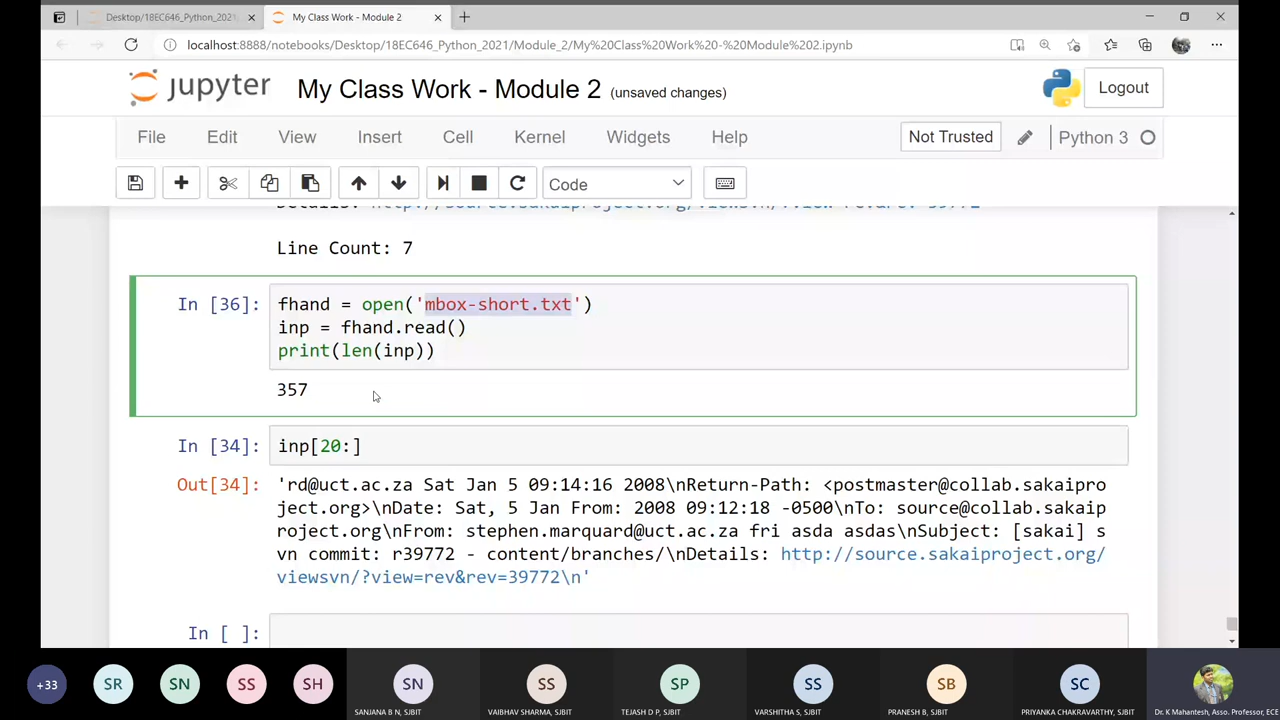 Desktop/18EC646_Python_2021/
My Class Work - Module 2
localhost:8888/notebooks/Desktop/18EC646_Python_2021/Module_2/My%20Class%20Work%20-%20Module%202.ipynb
jupyter My Class Work - Module 2 (unsaved changes)
Logout
File Edit View Insert Cell Kernel Widgets Help
Not Trusted
Python 3
Code
Line Count: 7
In [36]: fhand = open('mbox-short.txt')
inp = fhand.read()
print(len(inp))
357
In [34]: inp[20:]
Out[34]: 'rd@uct.ac.za Sat Jan 5 09:14:16 2008\nReturn-Path: <postmaster@collab.sakaipro
ject.org>\nDate: Sat, 5 Jan From: 2008 09:12:18 -0500\nTo: source@collab.sakaip
roject.org\nFrom: stephen.marquard@uct.ac.za fri asda asdas\nSubject: [sakai] s
vn commit: r39772 - content/branches/\nDetails: http://source.sakaiproject.org/
viewsvn/?view=rev&rev=39772\n'
In [ ]:
+33 SR SN SS SH SN SS SP SS SB SC
SANJANA B N, SJBIT VAIBHAV SHARMA, SJBIT TEJASH D P, SJBIT VARSHITHA S, SJBIT PRANESH B, SJBIT PRIYANKA CHAKRAVARTHY, SJBIT Dr. K Mahantesh, Asso. Professor, ECE